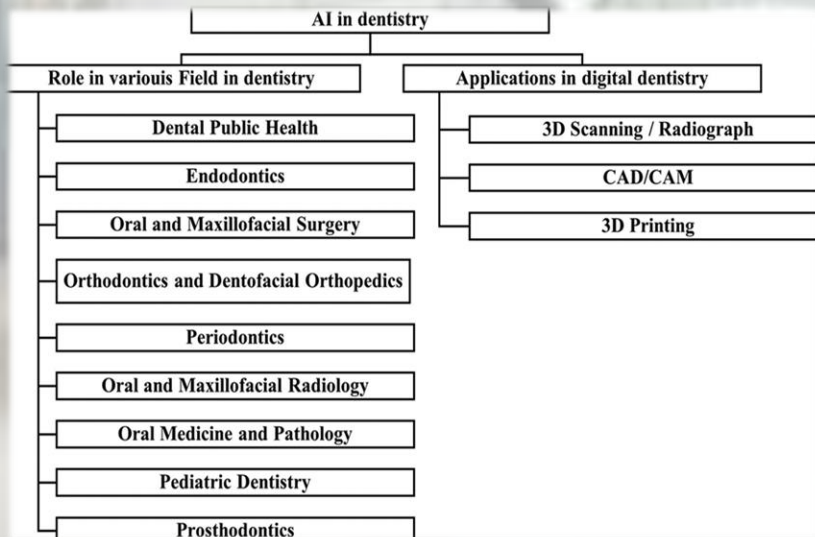 AI in dentistry
Role in variouis Field in dentistry
Dental Public Health
Endodontics
Oral and Maxillofacial Surgery
Orthodontics and Dentofacial Orthopedics
Periodontics
Oral and Maxillofacial Radiology
Oral Medicine and Pathology
Pediatric Dentistry
Prosthodontics
Applications in digital dentistry
3D Scanning / Radiograph
CAD/CAM
3D Printing